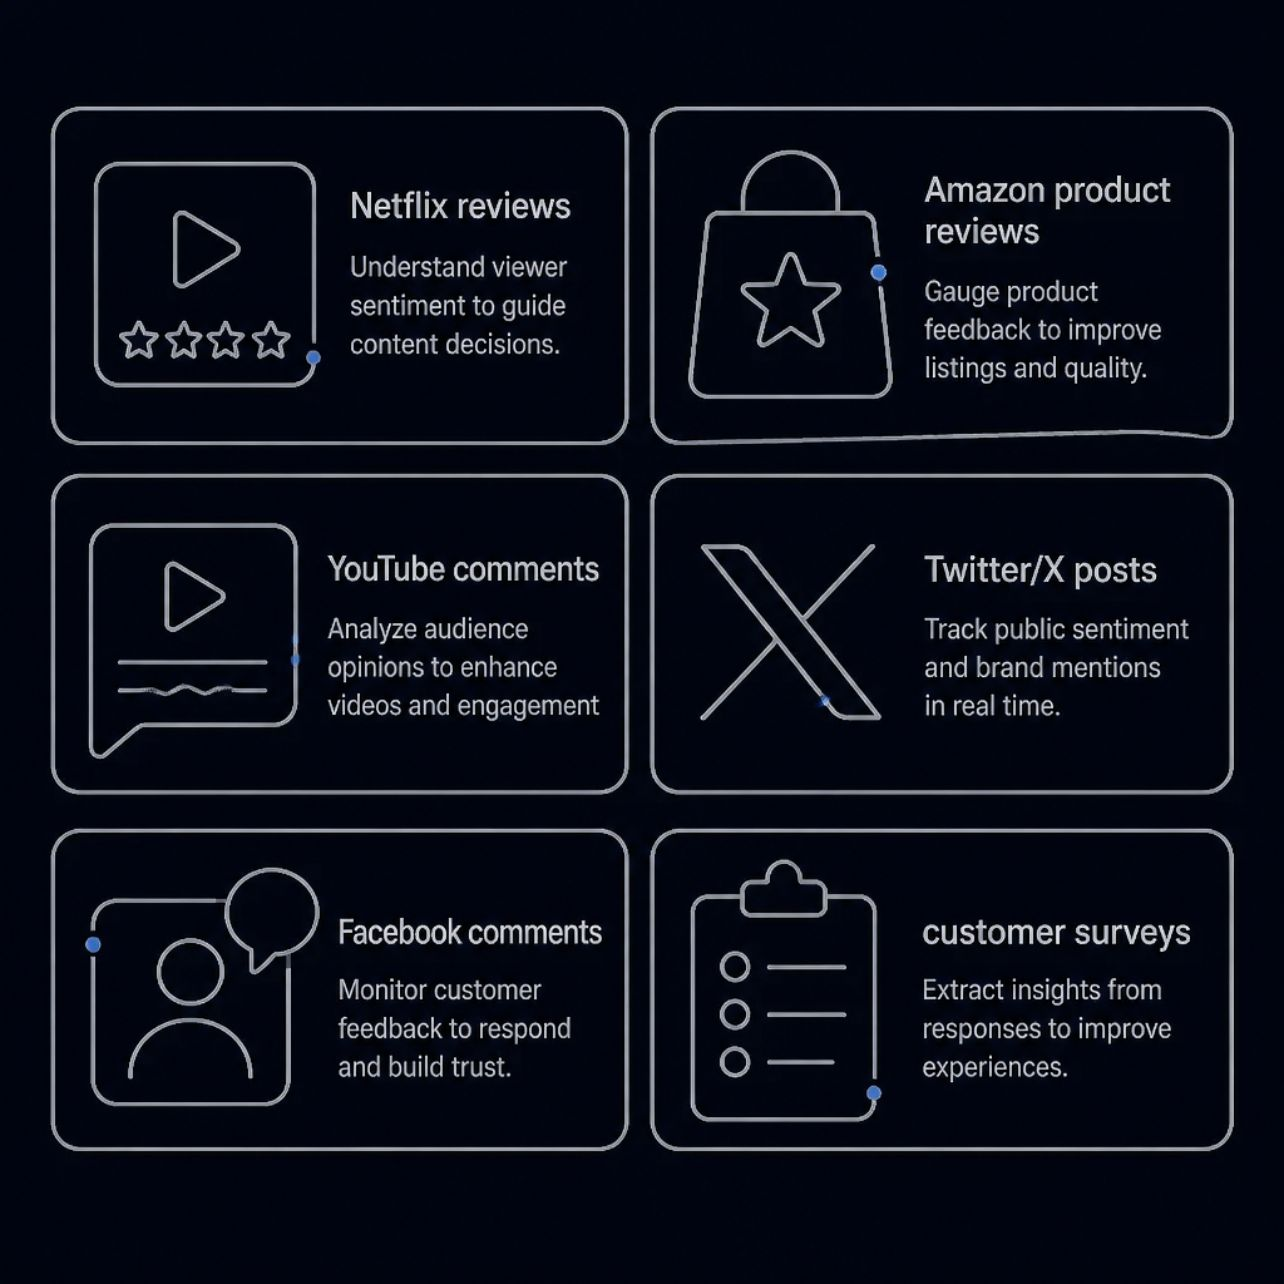 Netflix reviews
Understand viewer
sentiment to guide
content decisions.
Amazon product
reviews
Gauge product
feedback to improve
listings and quality.
YouTube comments
Analyze audience
opinions to enhance
videos and engagement
Twitter/X posts
Track public sentiment
and brand mentions
in real time.
Facebook comments
Monitor customer
feedback to respond
and build trust.
customer surveys
Extract insights from
responses to improve
experiences.